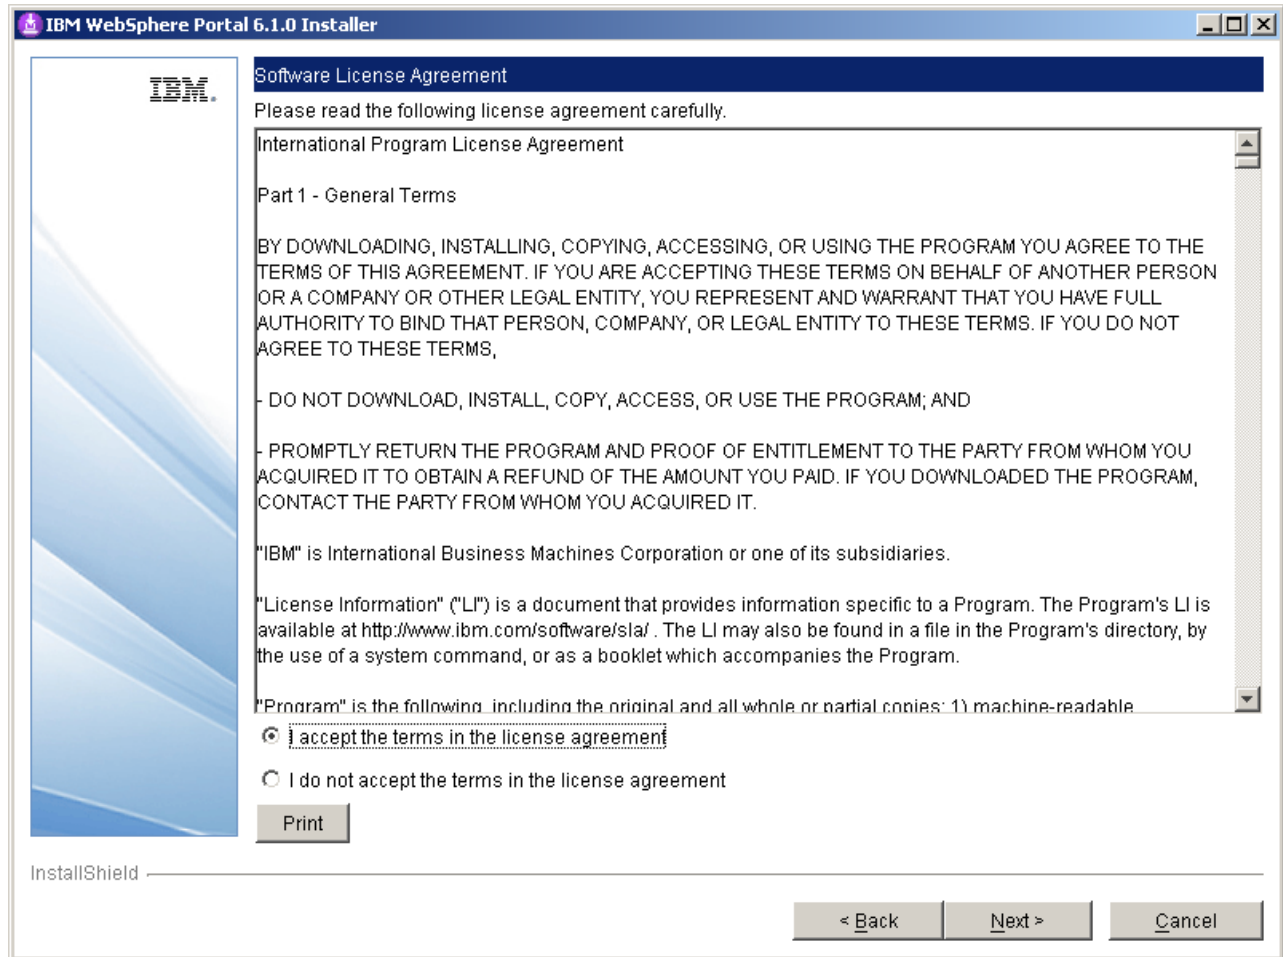 IBM WebSphere Portal 6.1.0 Installer
IBM.
Software License Agreement
Please read the following license agreement carefully.
International Program License Agreement
Part 1 - General Terms
BY DOWNLOADING, INSTALLING, COPYING, ACCESSING, OR USING THE PROGRAM YOU AGREE TO THE
TERMS OF THIS AGREEMENT. IF YOU ARE ACCEPTING THESE TERMS ON BEHALF OF ANOTHER PERSON
OR A COMPANY OR OTHER LEGAL ENTITY, YOU REPRESENT AND WARRANT THAT YOU HAVE FULL
AUTHORITY TO BIND THAT PERSON, COMPANY, OR LEGAL ENTITY TO THESE TERMS. IF YOU DO NOT
AGREE TO THESE TERMS,
- DO NOT DOWNLOAD, INSTALL, COPY, ACCESS, OR USE THE PROGRAM; AND
- PROMPTLY RETURN THE PROGRAM AND PROOF OF ENTITLEMENT TO THE PARTY FROM WHOM YOU
ACQUIRED IT TO OBTAIN A REFUND OF THE AMOUNT YOU PAID. IF YOU DOWNLOADED THE PROGRAM,
CONTACT THE PARTY FROM WHOM YOU ACQUIRED IT.
"IBM" is International Business Machines Corporation or one of its subsidiaries.
"License Information" ("LI") is a document that provides information specific to a Program. The Program's LI is
available at http://www.ibm.com/software/sla/ . The LI may also be found in a file in the Program's directory, by
the use of a system command, or as a booklet which accompanies the Program.
"Program" is the following, including the original and all whole or partial copies: 1) machine-readable
I accept the terms in the license agreement
I do not accept the terms in the license agreement
Print
InstallShield
< Back
Next >
Cancel